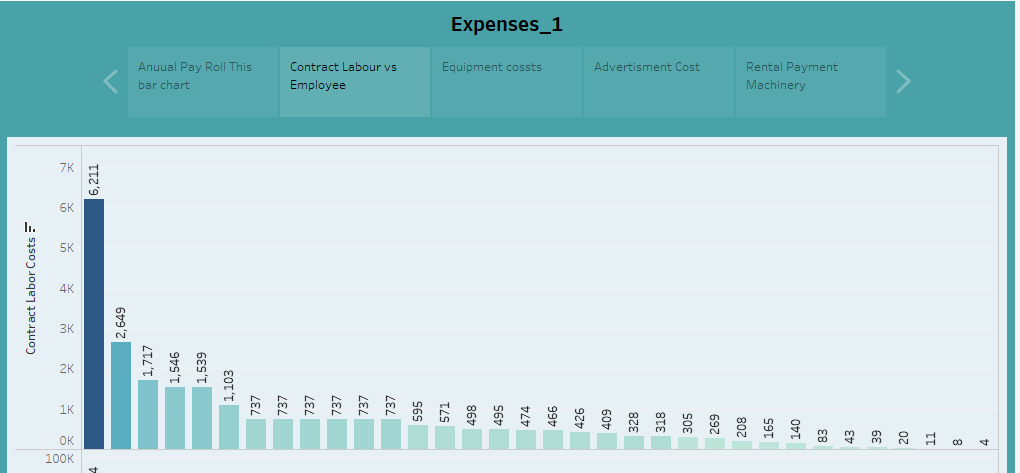 Expenses_1
Anuual Pay Roll This
bar chart
Contract Labour vs
Employee
Equipment cossts
Advertisment Cost
Rental Payment
Machinery
Contract Labor Costs
7K
6K
5K
4K
3K
2K
1K
0K
6,211
2,649
1,717
1,546
1,539
1,103
737
737
737
737
737
737
595
571
498
495
474
466
426
409
328
318
305
269
208
165
140
83
43
39
20
11
8
4
100K
4